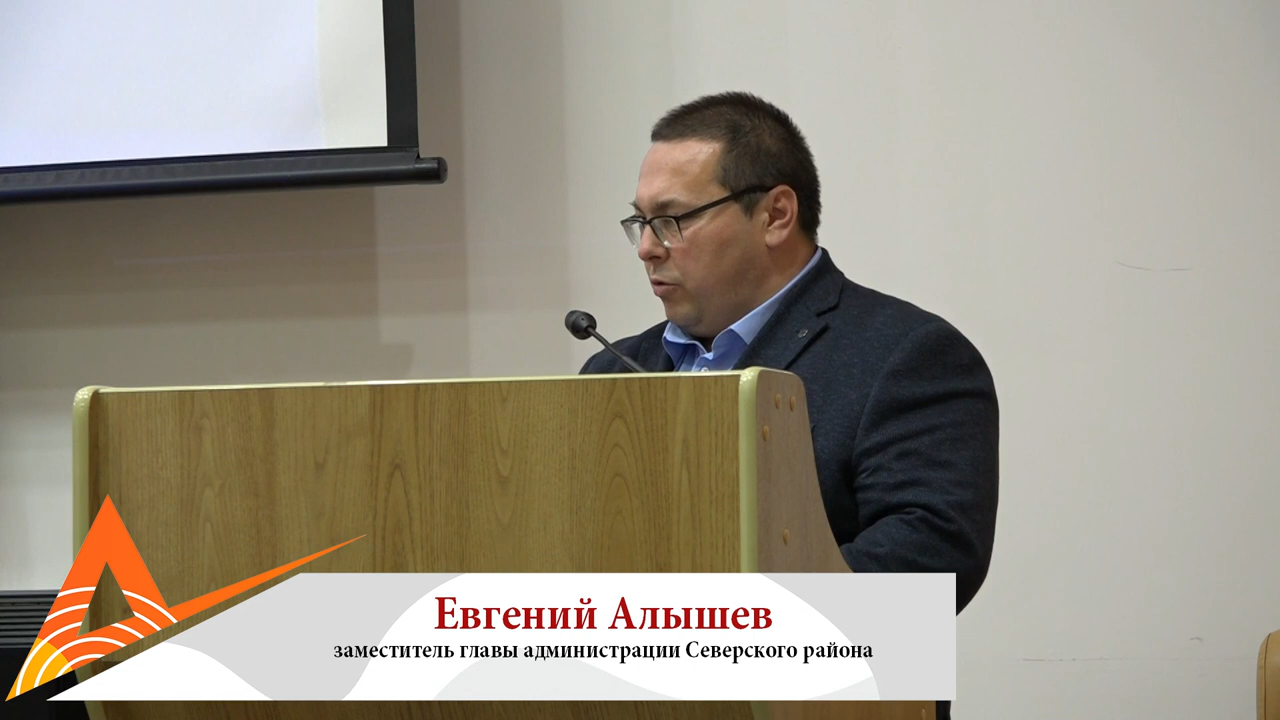 Евгений Алышев
заместитель главы администрации Северского района